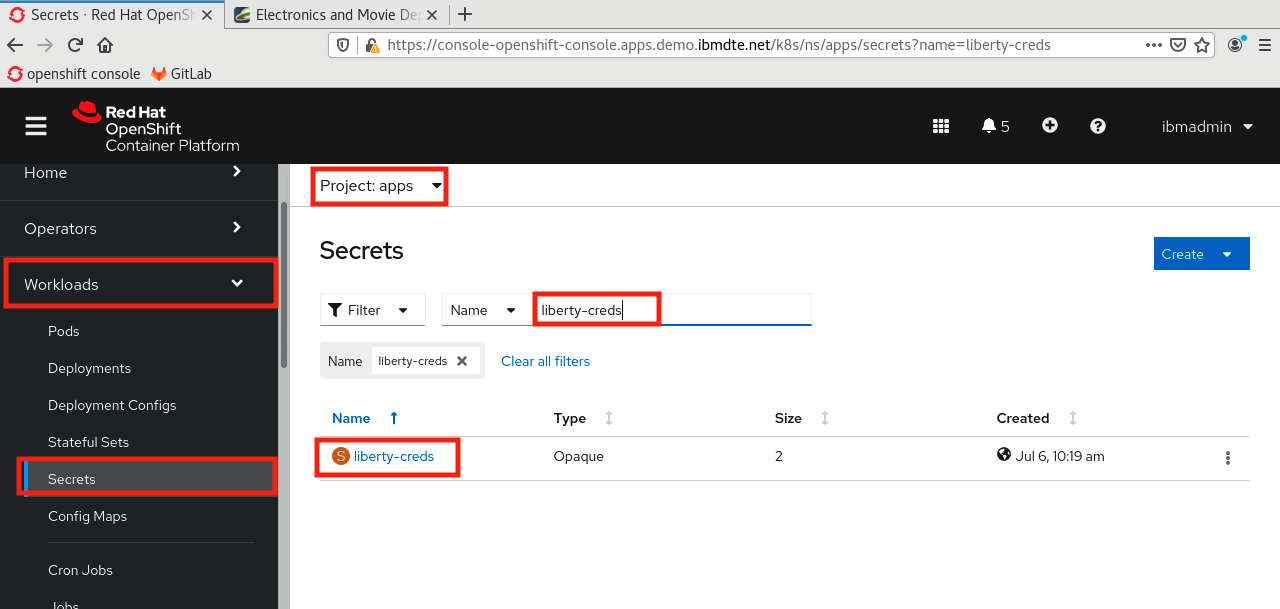 Secrets · Red Hat OpenSh
Electronics and Movie De
https://console-openshift-console.apps.demo.ibmdte.net/k8s/ns/apps/secrets?name=liberty-creds
openshift console GitLab
Red Hat
OpenShift
Container Platform
5
ibmadmin
Home
Operators
Workloads
Pods
Deployments
Deployment Configs
Stateful Sets
Secrets
Config Maps
Cron Jobs
Jobs
Project: apps
Secrets
Create
Filter Name liberty-creds
Name liberty-creds Clear all filters
Name Type Size Created
S liberty-creds Opaque 2 Jul 6, 10:19 am